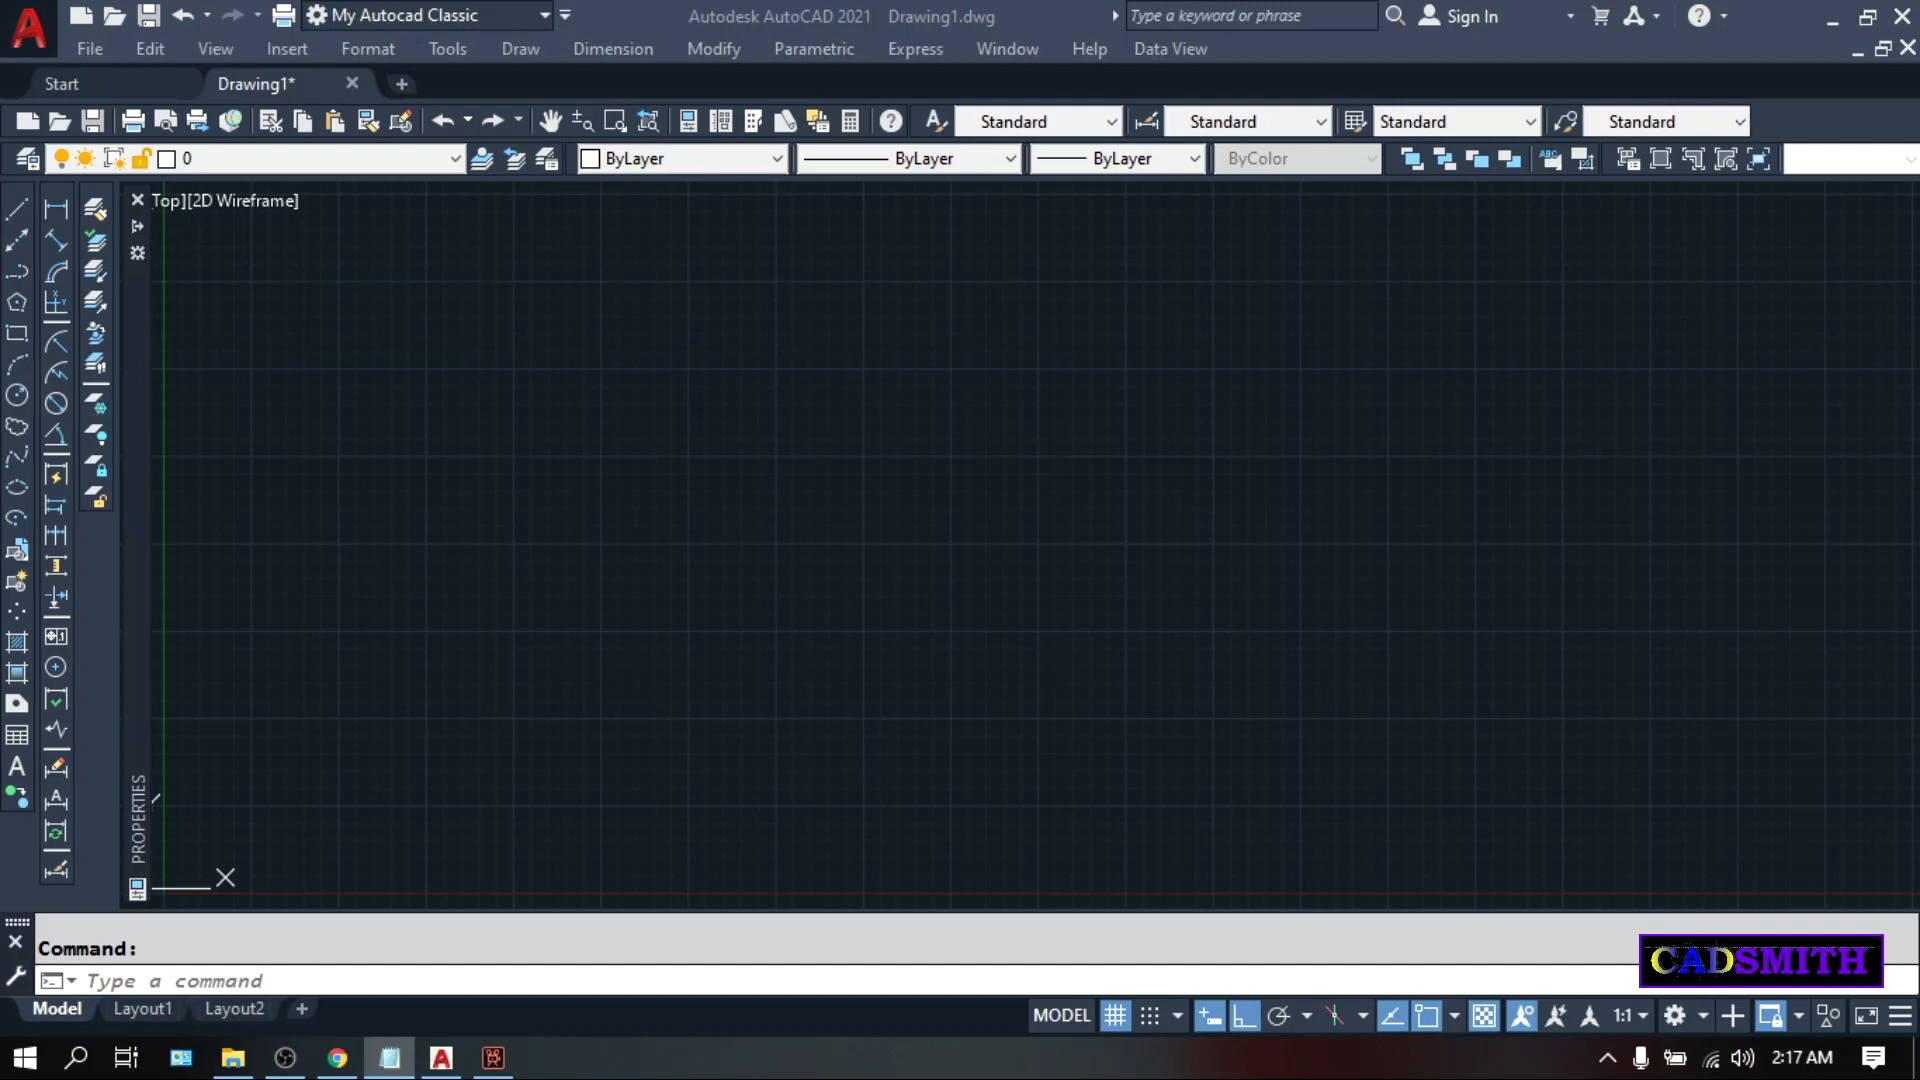 My Autocad Classic
Autodesk AutoCAD 2021 Drawing1.dwg
Type a keyword or phrase
Sign In
File Edit View Insert Format Tools Draw Dimension Modify Parametric Express Window Help Data View
Start Drawing1*
Standard Standard Standard Standard
0 ByLayer ByLayer ByLayer ByColor
Top][2D Wireframe]
PROPERTIES
Command:
Type a command
CADSMITH
Model Layout1 Layout2
MODEL 1:1
2:17 AM